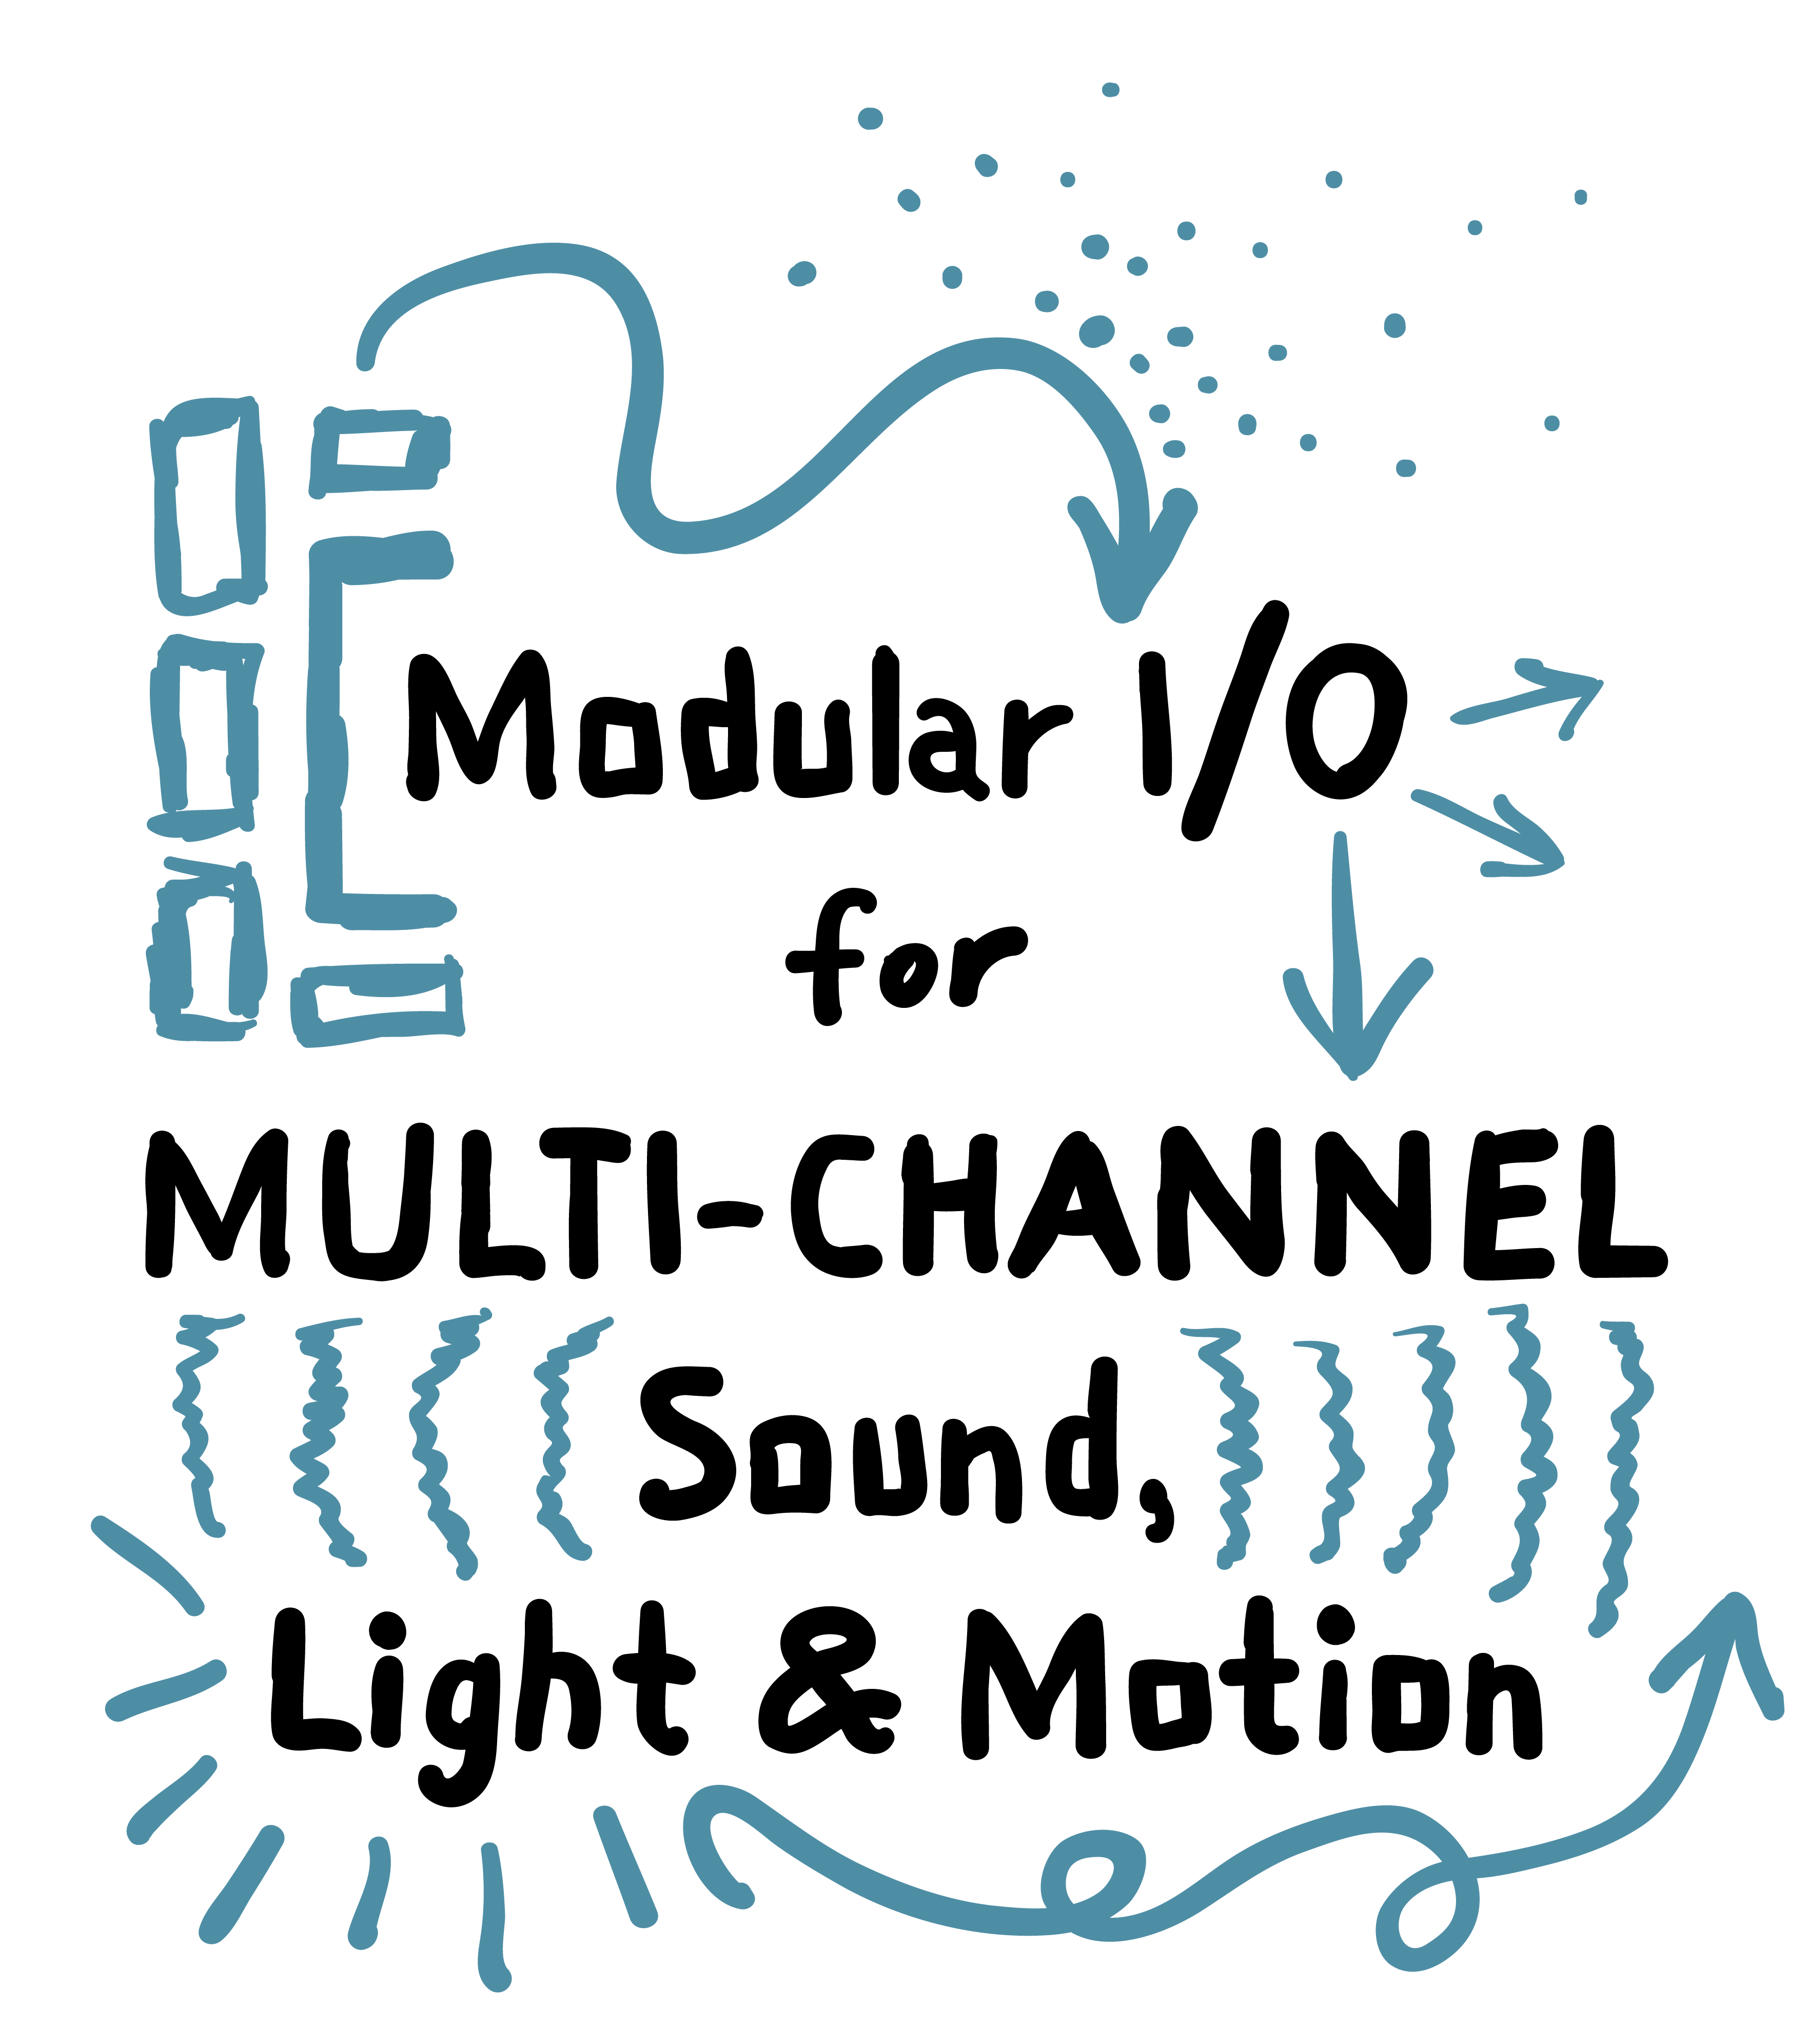 Modular I/O
for
MULTI-CHANNEL
Sound,
Light & Motion